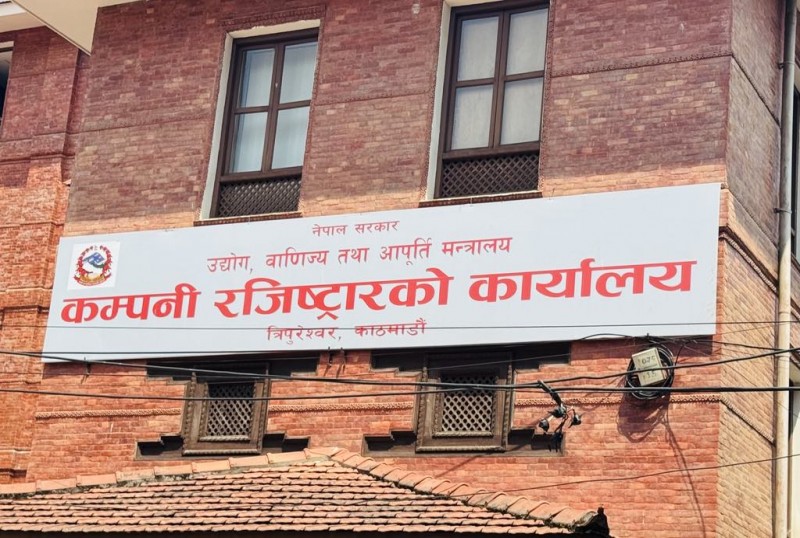 नेपाल सरकार
उद्योग, वाणिज्य तथा आपूर्ति मन्त्रालय
कम्पनी रजिष्ट्रारको कार्यालय
त्रिपुरेश्वर, काठमाडौं